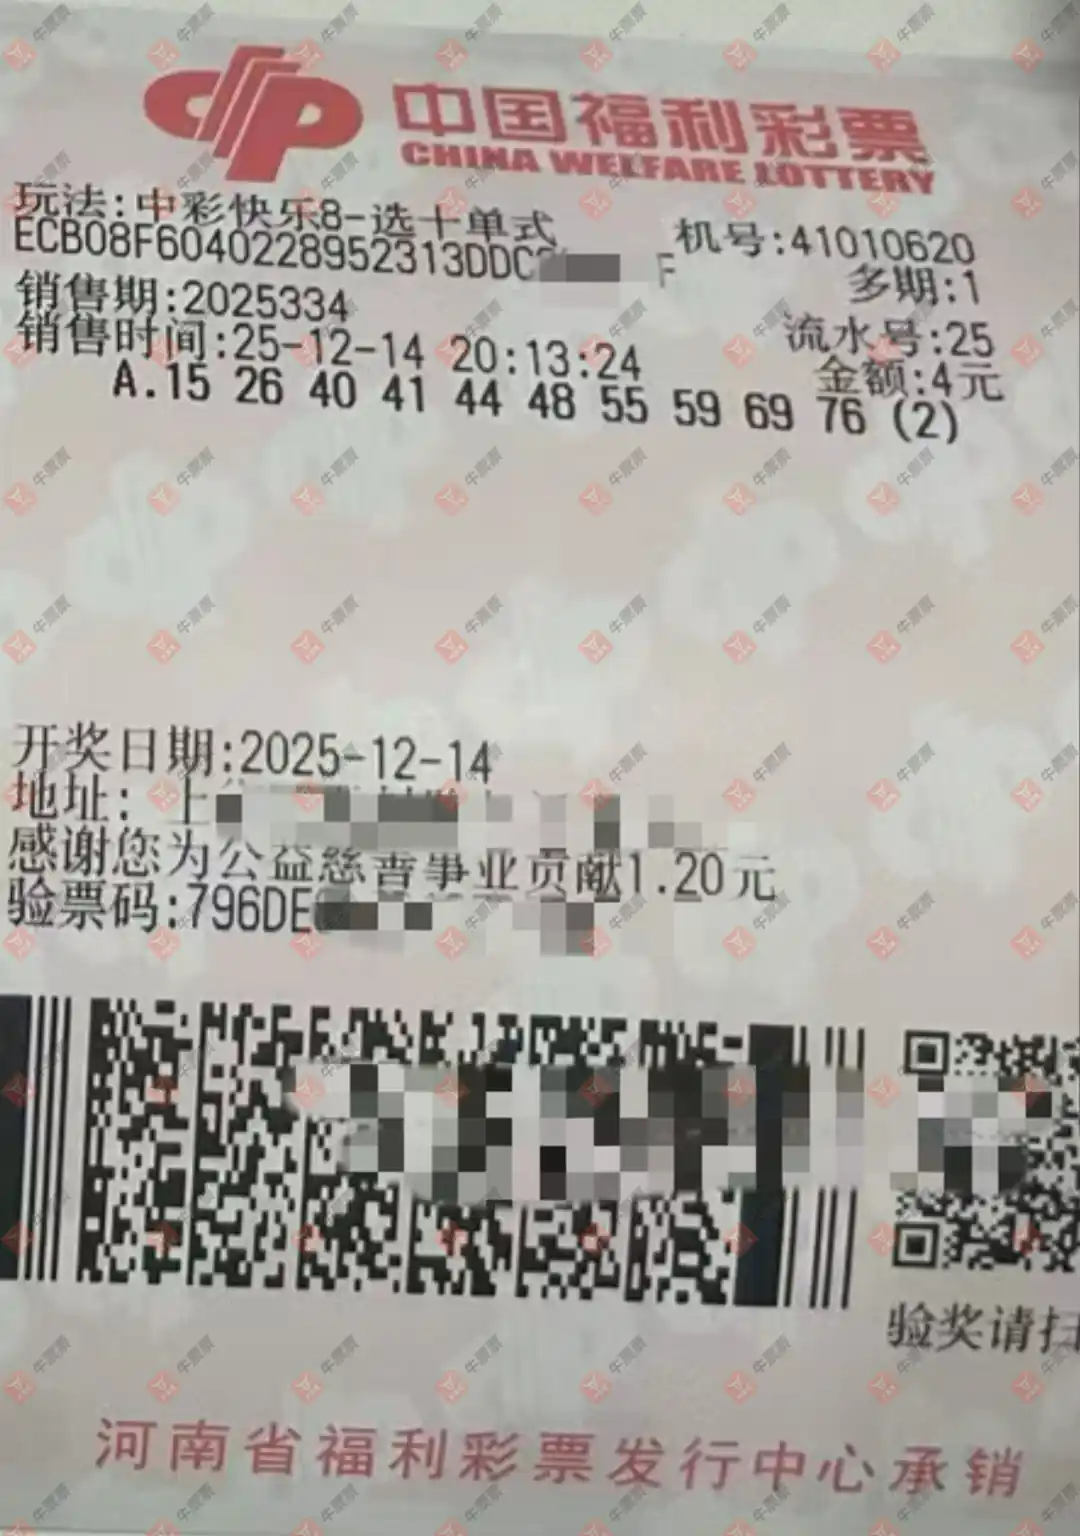 中国福利彩票
CHINA WELFARE LOTTERY
玩法:中彩快乐8-选十单式
机号:41010620
ECB08F6040228952313DDC
F
多期:1
销售期:2025334
流水号:25
销售时间:25-12-14 20:13:24
金额:4元
A.15 26 40 41 44 48 55 59 69 76 (2)
开奖日期:2025-12-14
地址: 上
感谢您为公益慈善事业贡献1.20元
验票码:796DE
验奖请扫
河南省福利彩票发行中心承销
牛票票